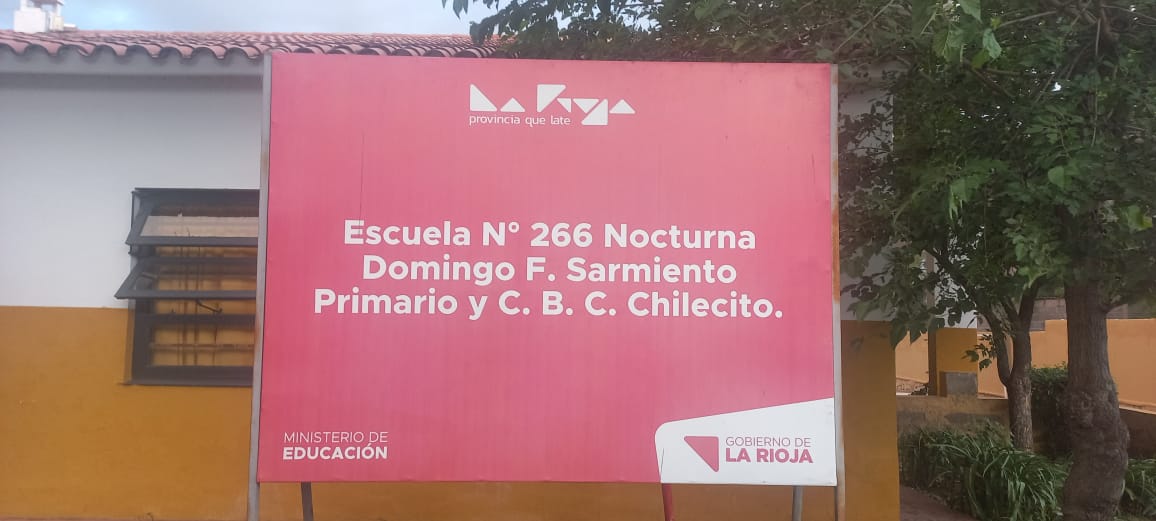 La Rioja
provincia que late
Escuela N° 266 Nocturna
Domingo F. Sarmiento
Primario y C. B. C. Chilecito.
MINISTERIO DE
EDUCACIÓN
GOBIERNO DE
LA RIOJA